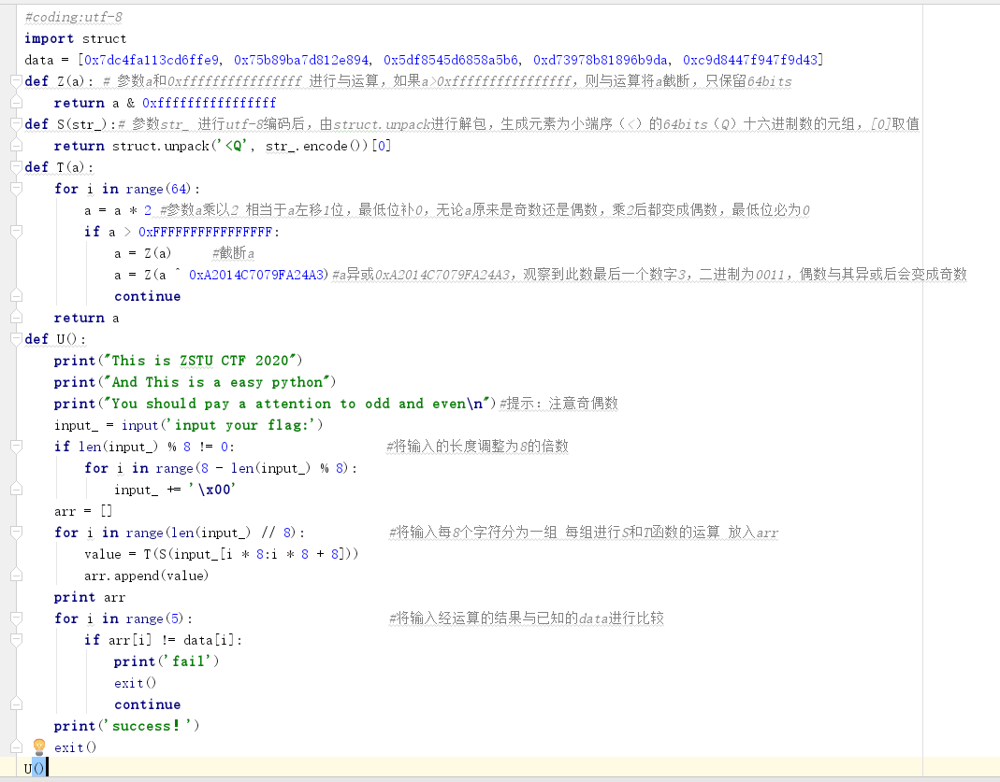 #coding:utf-8
import struct
data = [0x7dc4fa113cd6ffe9, 0x75b89ba7d812e894, 0x5df8545d6858a5b6, 0xd73978b81896b9da, 0xc9d8447f947f9d43]
def Z(a): # 参数a和0xffffffffffffffff 进行与运算，如果a>0xffffffffffffffff，则与运算将a截断，只保留64bits
    return a & 0xffffffffffffffff
def S(str_):# 参数str_ 进行utf-8编码后，由struct.unpack进行解包，生成元素为小端序（<）的64bits（Q）十六进制数的元组，[0]取值
    return struct.unpack('<Q', str_.encode())[0]
def T(a):
    for i in range(64):
        a = a * 2 #参数a乘以2 相当于a左移1位，最低位补0，无论a原来是奇数还是偶数，乘2后都变成偶数，最低位必为0
        if a > 0xFFFFFFFFFFFFFFFF:
            a = Z(a)    #截断a
            a = Z(a ^ 0xA2014C7079FA24A3)#a异或0xA2014C7079FA24A3，观察到此数最后一个数字3，二进制为0011，偶数与其异或后会变成奇数
            continue
    return a
def U():
    print("This is ZSTU CTF 2020")
    print("And This is a easy python")
    print("You should pay a attention to odd and even\n")#提示：注意奇偶数
    input_ = input('input your flag:')
    if len(input_) % 8 != 0:                    #将输入的长度调整为8的倍数
        for i in range(8 - len(input_) % 8):
            input_ += '\x00'
    arr = []
    for i in range(len(input_) // 8):           #将输入每8个字符分为一组 每组进行S和T函数的运算 放入arr
        value = T(S(input_[i * 8:i * 8 + 8]))
        arr.append(value)
    print arr
    for i in range(5):                          #将输入经运算的结果与已知的data进行比较
        if arr[i] != data[i]:
            print('fail')
            exit()
            continue
    print('success！')
    exit()
U()